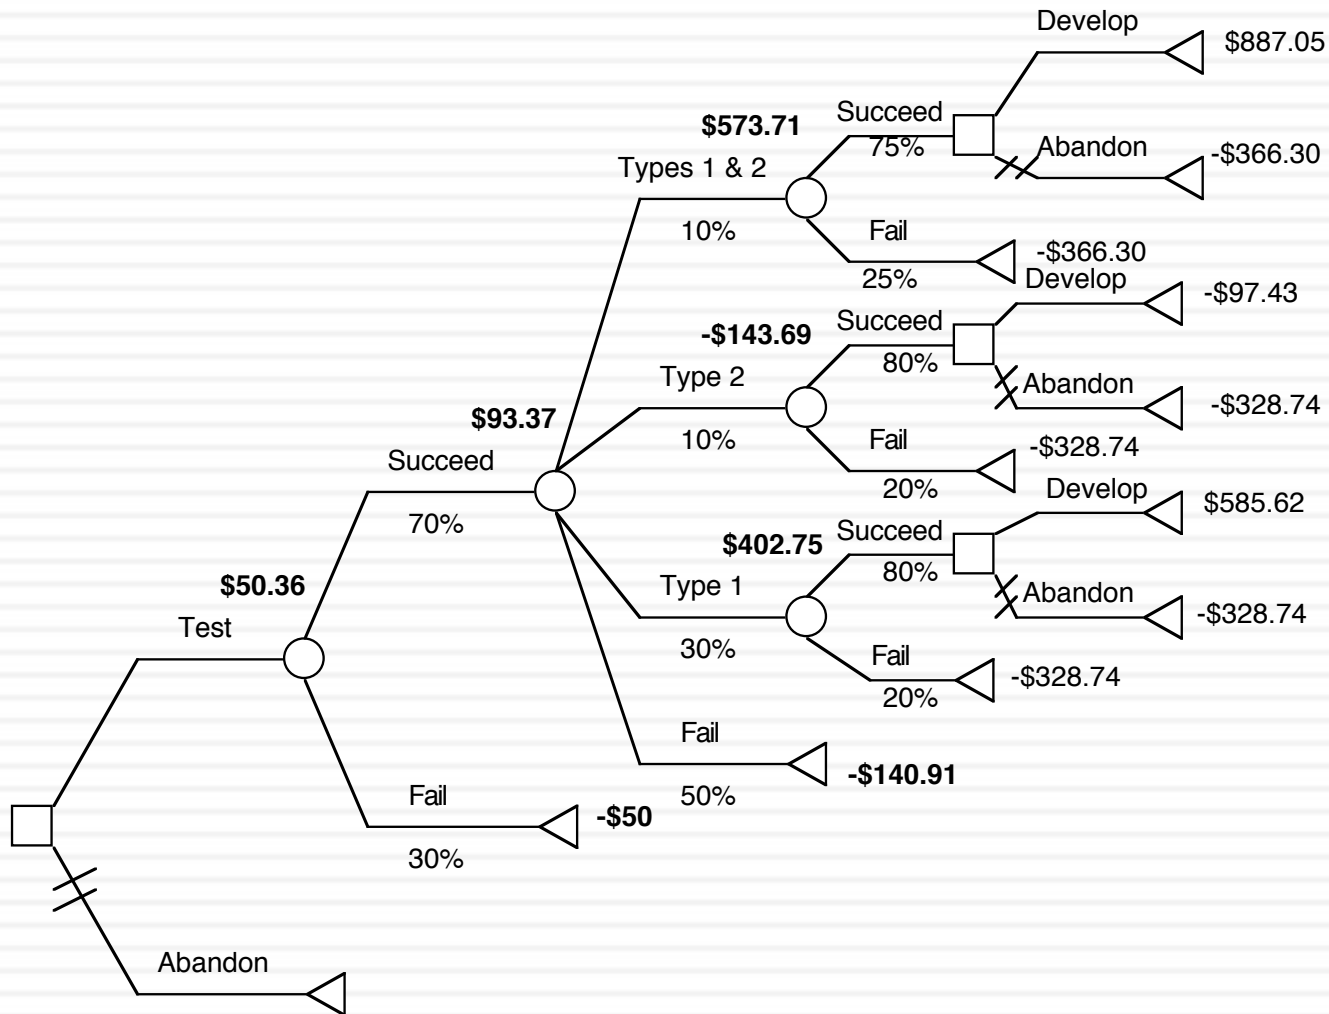 Develop
$887.05
Succeed
$573.71
75%
Abandon
-$366.30
Types 1 & 2
10%
Fail
-$366.30
25%
Develop
-$97.43
Succeed
-$143.69
80%
Type 2
Abandon
-$328.74
$93.37
10%
Fail
-$328.74
Succeed
20%
Develop
$585.62
70%
Succeed
$402.75
80%
Type 1
Abandon
-$328.74
$50.36
Test
30%
Fail
-$328.74
20%
Fail
-$140.91
50%
Fail
-$50
30%
Abandon